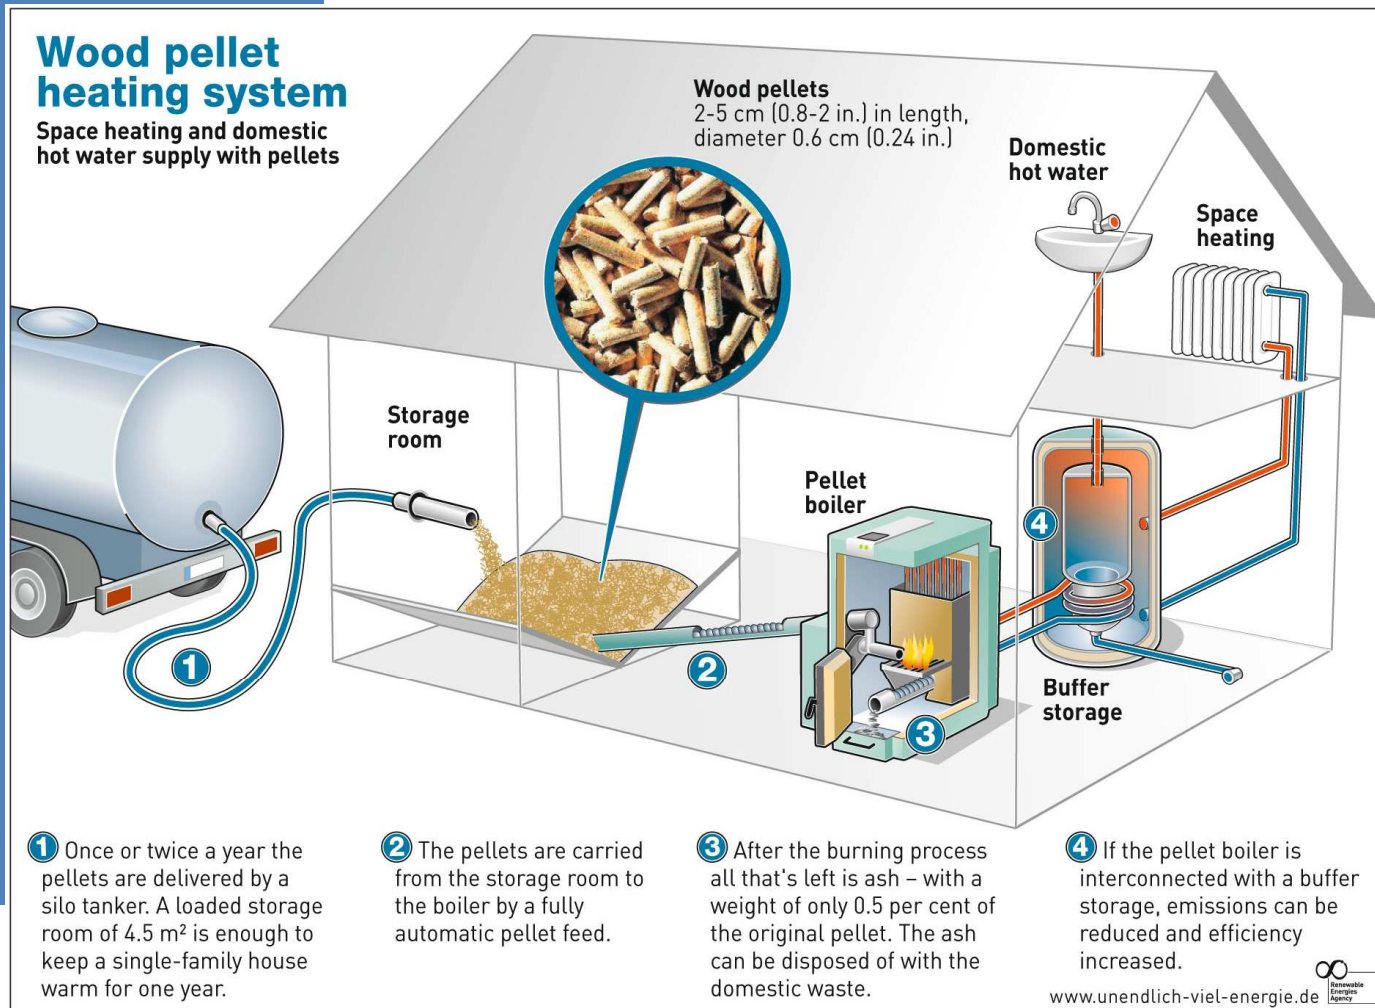 Wood pellet
heating system
Space heating and domestic
hot water supply with pellets
Wood pellets
2-5 cm (0.8-2 in.) in length,
diameter 0.6 cm (0.24 in.)
Domestic
hot water
Space
heating
Storage
room
Pellet
boiler
4
1
2
Buffer
storage
3
1 Once or twice a year the
pellets are delivered by a
silo tanker. A loaded storage
room of 4.5 m² is enough to
keep a single-family house
warm for one year.
2 The pellets are carried
from the storage room to
the boiler by a fully
automatic pellet feed.
3 After the burning process
all that's left is ash – with a
weight of only 0.5 per cent of
the original pellet. The ash
can be disposed of with the
domestic waste.
4 If the pellet boiler is
interconnected with a buffer
storage, emissions can be
reduced and efficiency
increased.
www.unendlich-viel-energie.de
Renewable
Energies
Agency